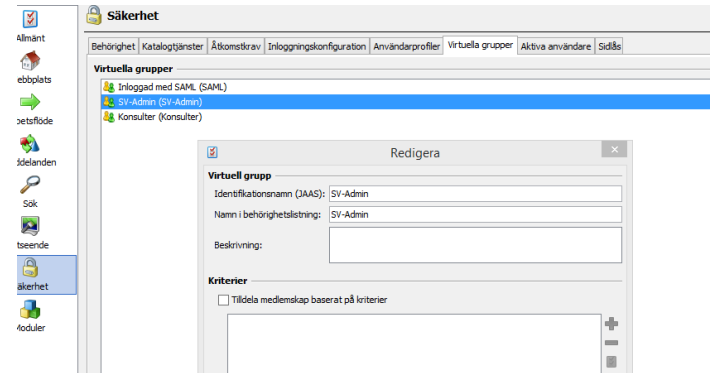 Säkerhet
Allmänt
Behörighet Katalogtjänster Åtkomstkrav Inloggningskonfiguration Användarprofiler Virtuella grupper Aktiva användare Sidlås
Virtuella grupper
ebbplats
Inloggad med SAML (SAML)
SV-Admin (SV-Admin)
Konsulter (Konsulter)
betsflöde
Redigera
ddelanden
Virtuell grupp
Identifikationsnamn (JAAS): SV-Admin
Sök
Namn i behörighetslistning: SV-Admin
tseende
Beskrivning:
äkerhet
Kriterier
Tilldela medlemskap baserat på kriterier
Moduler